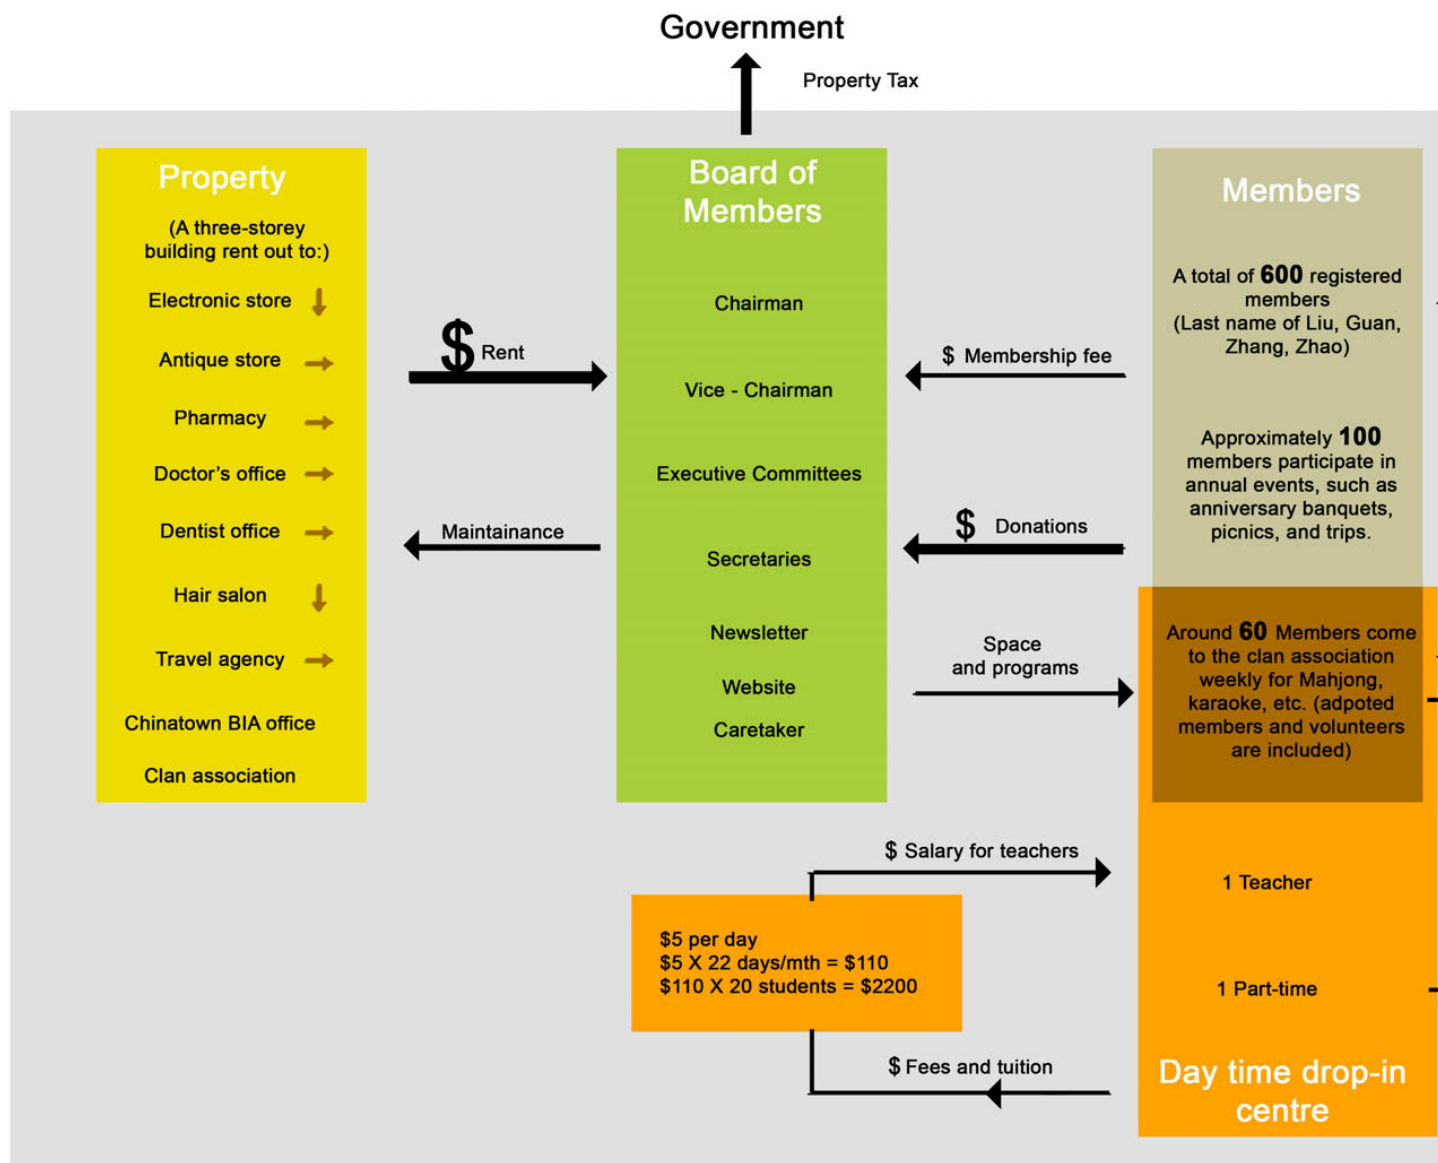 Government
Property Tax
Property
(A three-storey
building rent out to:)
Electronic store
Antique store
Pharmacy
Doctor's office
Dentist office
Hair salon
Travel agency
Chinatown BIA office
Clan association
$ Rent
Maintainance
Board of
Members
Chairman
Vice - Chairman
Executive Committees
Secretaries
Newsletter
Website
Caretaker
$ Membership fee
$ Donations
Space
and programs
Members
A total of 600 registered
members
(Last name of Liu, Guan,
Zhang, Zhao)
Approximately 100
members participate in
annual events, such as
anniversary banquets,
picnics, and trips.
Around 60 Members come
to the clan association
weekly for Mahjong,
karaoke, etc. (adpoted
members and volunteers
are included)
$ Salary for teachers
$5 per day
$5 X 22 days/mth = $110
$110 X 20 students = $2200
$ Fees and tuition
1 Teacher
1 Part-time
Day time drop-in
centre